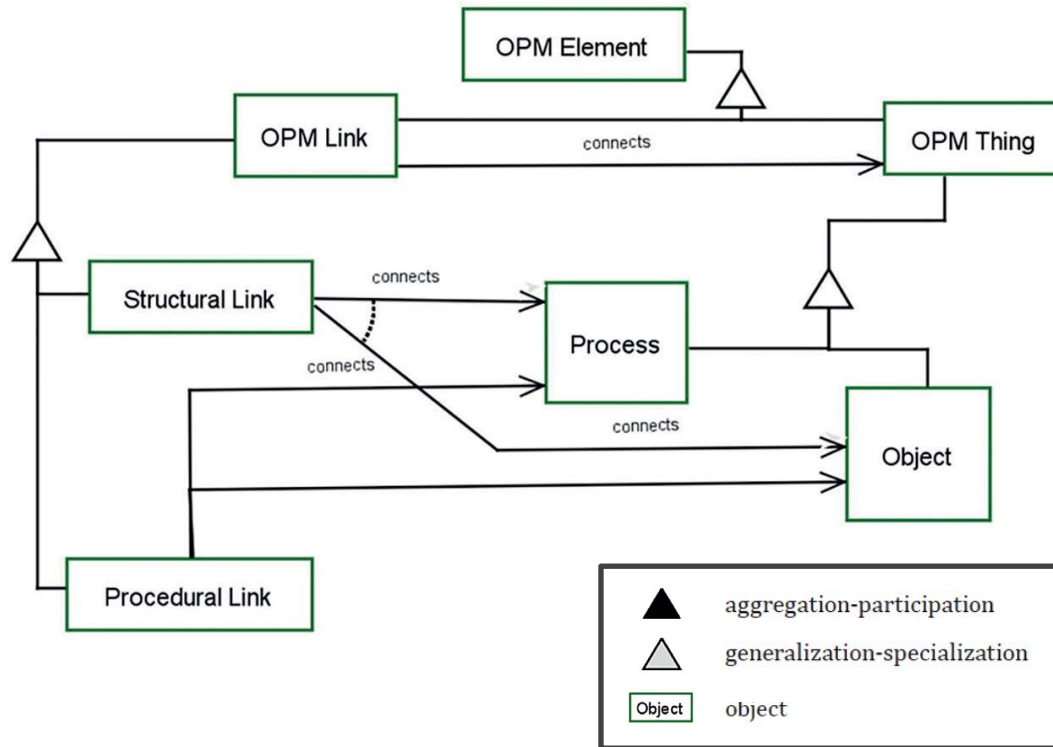 OPM Element
OPM Link
connects
OPM Thing
Structural Link
connects
connects
Process
connects
Object
Procedural Link
aggregation-participation
generalization-specialization
Object object